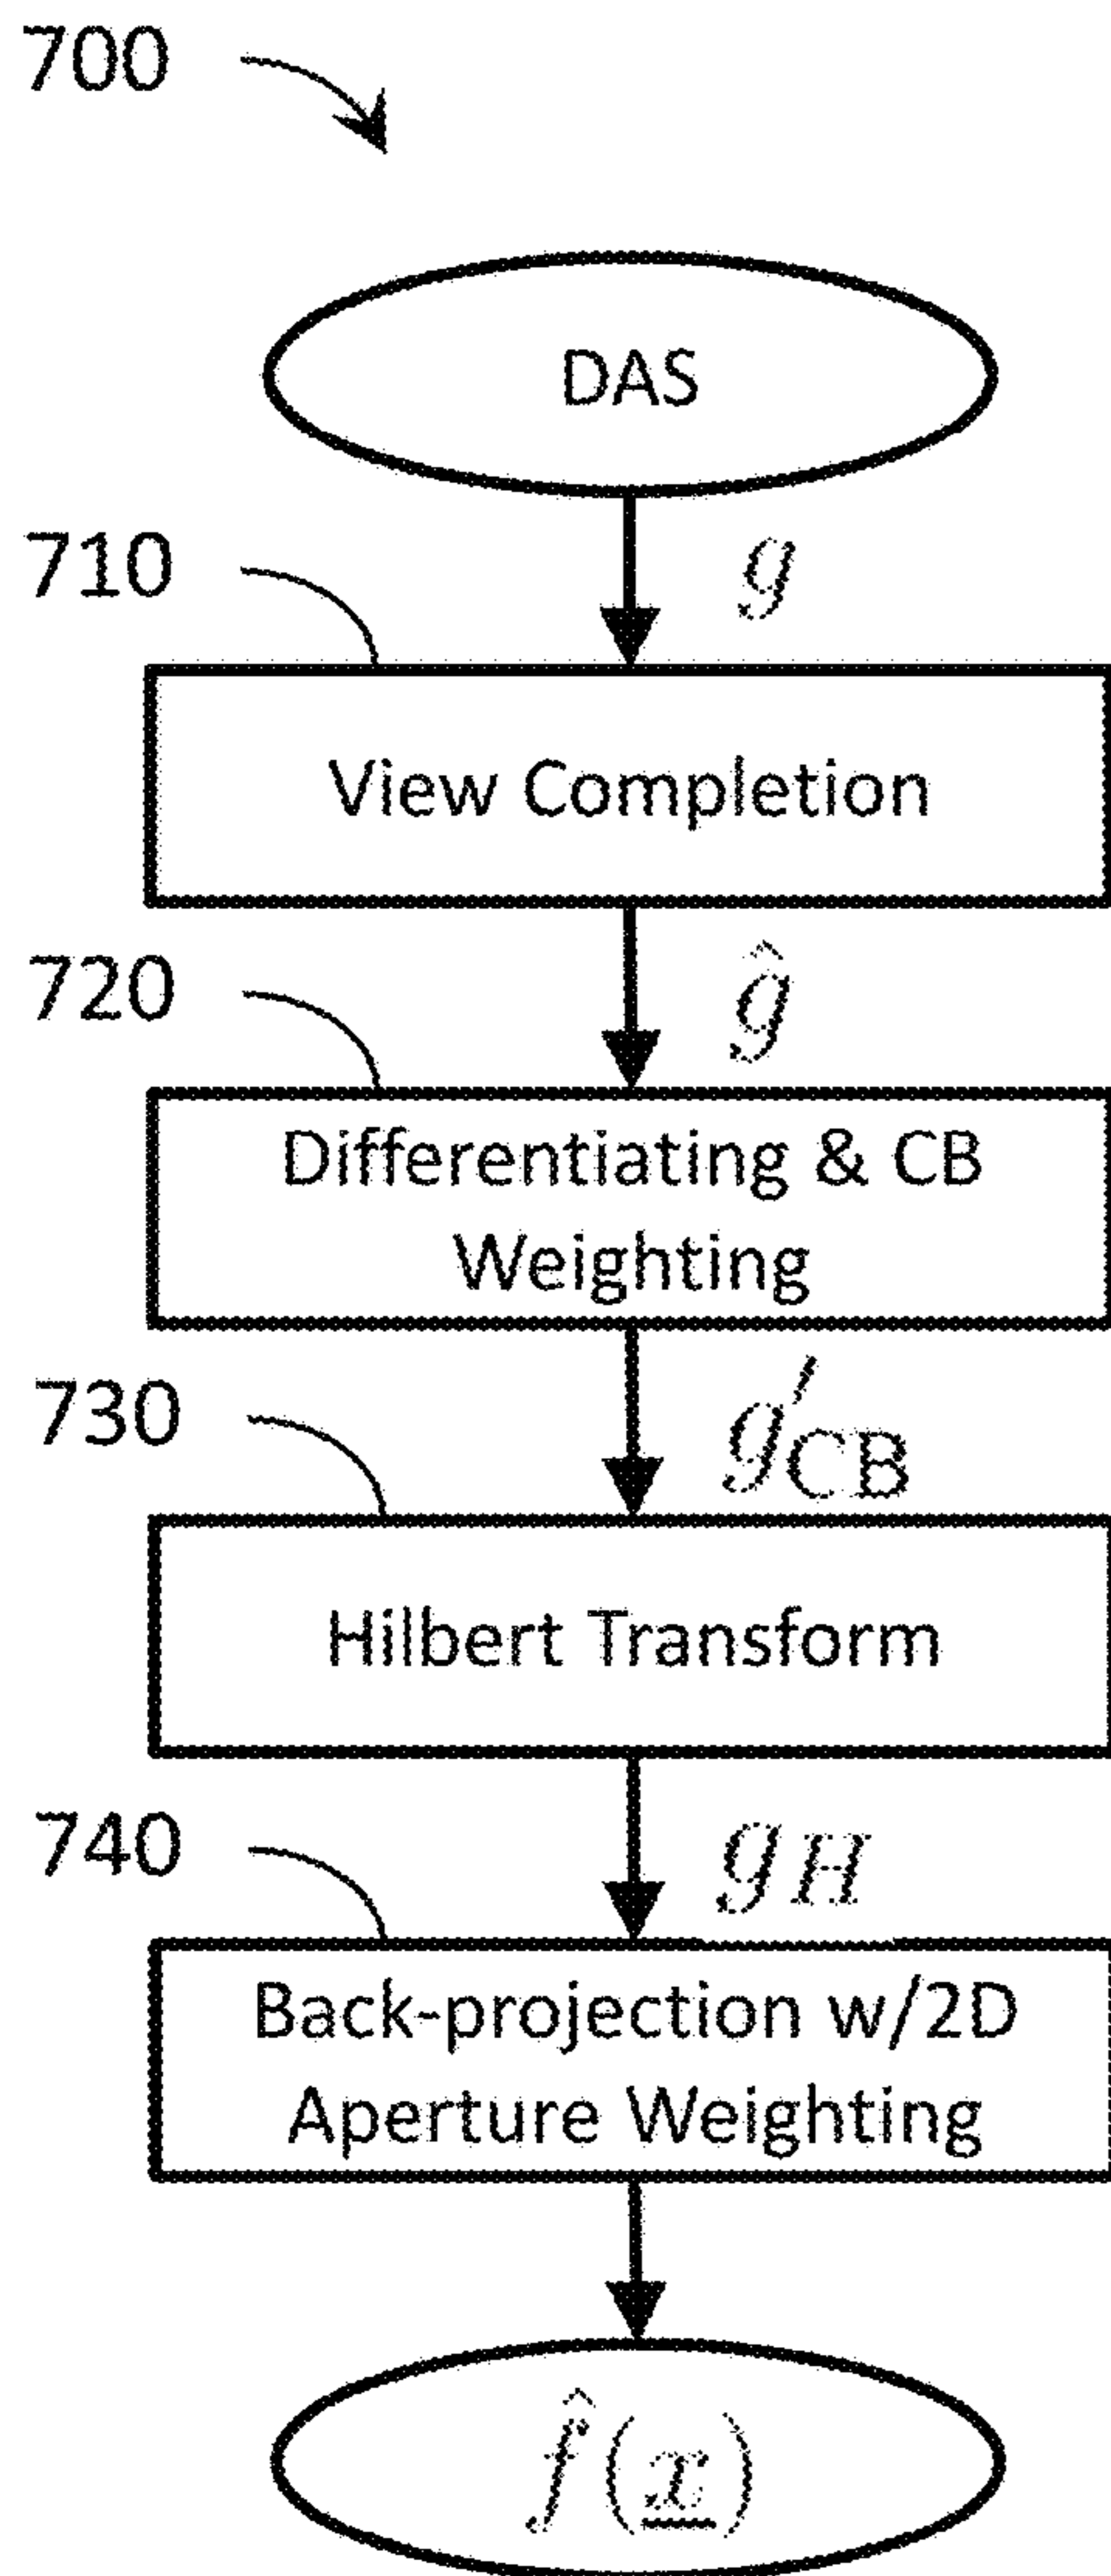 700
DAS
710
g
View Completion
720
ĝ
Differentiating & CB
Weighting
730
g′CB
Hilbert Transform
740
gH
Back-projection w/2D
Aperture Weighting
f̂(x)